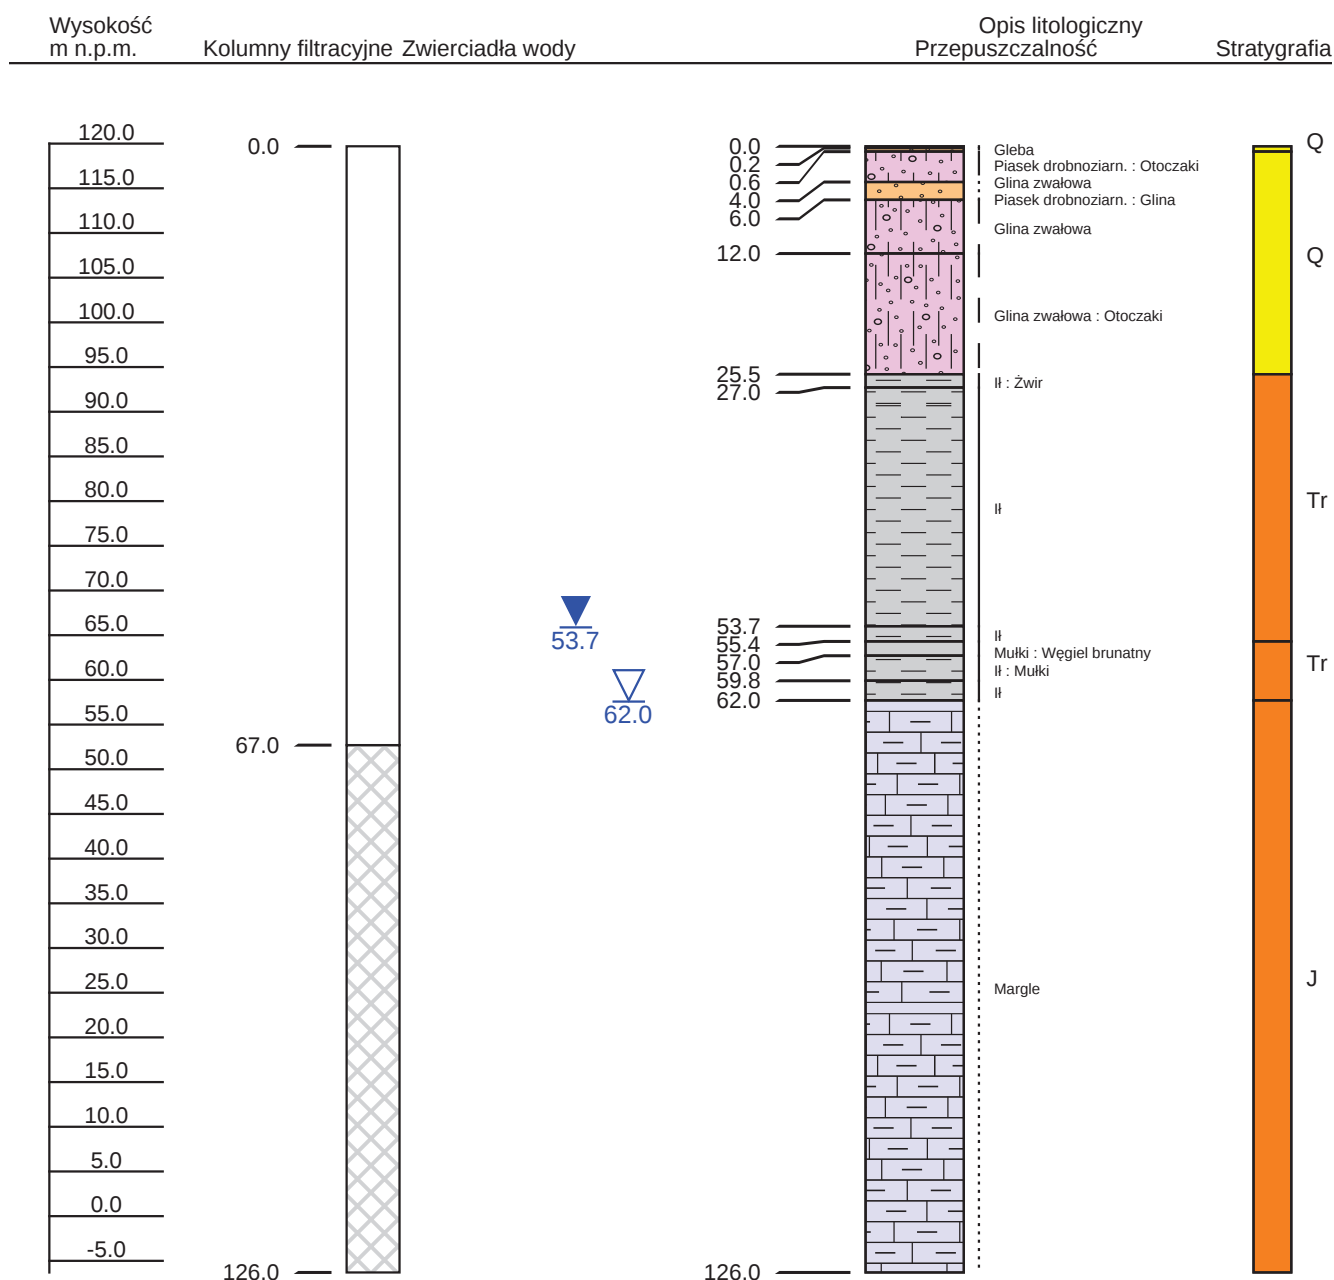 Wysokość
m n.p.m.
Kolumny filtracyjne
Zwierciadła wody
Opis litologiczny
Przepuszczalność
Stratygrafia
120.0
115.0
110.0
105.0
100.0
95.0
90.0
85.0
80.0
75.0
70.0
65.0
60.0
55.0
50.0
45.0
40.0
35.0
30.0
25.0
20.0
15.0
10.0
5.0
0.0
-5.0
0.0
67.0
126.0
53.7
62.0
0.0
0.2
0.6
4.0
6.0
12.0
25.5
27.0
53.7
55.4
57.0
59.8
62.0
126.0
Gleba
Piasek drobnoziarn. : Otoczaki
Glina zwałowa
Piasek drobnoziarn. : Glina
Glina zwałowa
Glina zwałowa : Otoczaki
Ił : Żwir
Ił
Ił
Mułki : Węgiel brunatny
Ił : Mułki
Ił
Margle
Q
Q
Tr
Tr
J